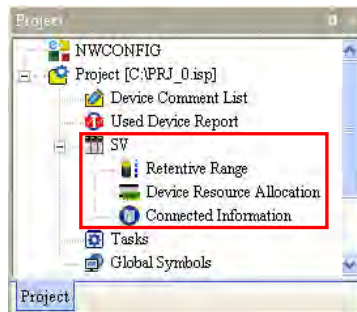 Project
NWCONFIG
Project [C:\PRJ_0.isp]
Device Comment List
Used Device Report
SV
Retentive Range
Device Resource Allocation
Connected Information
Tasks
Global Symbols
Project